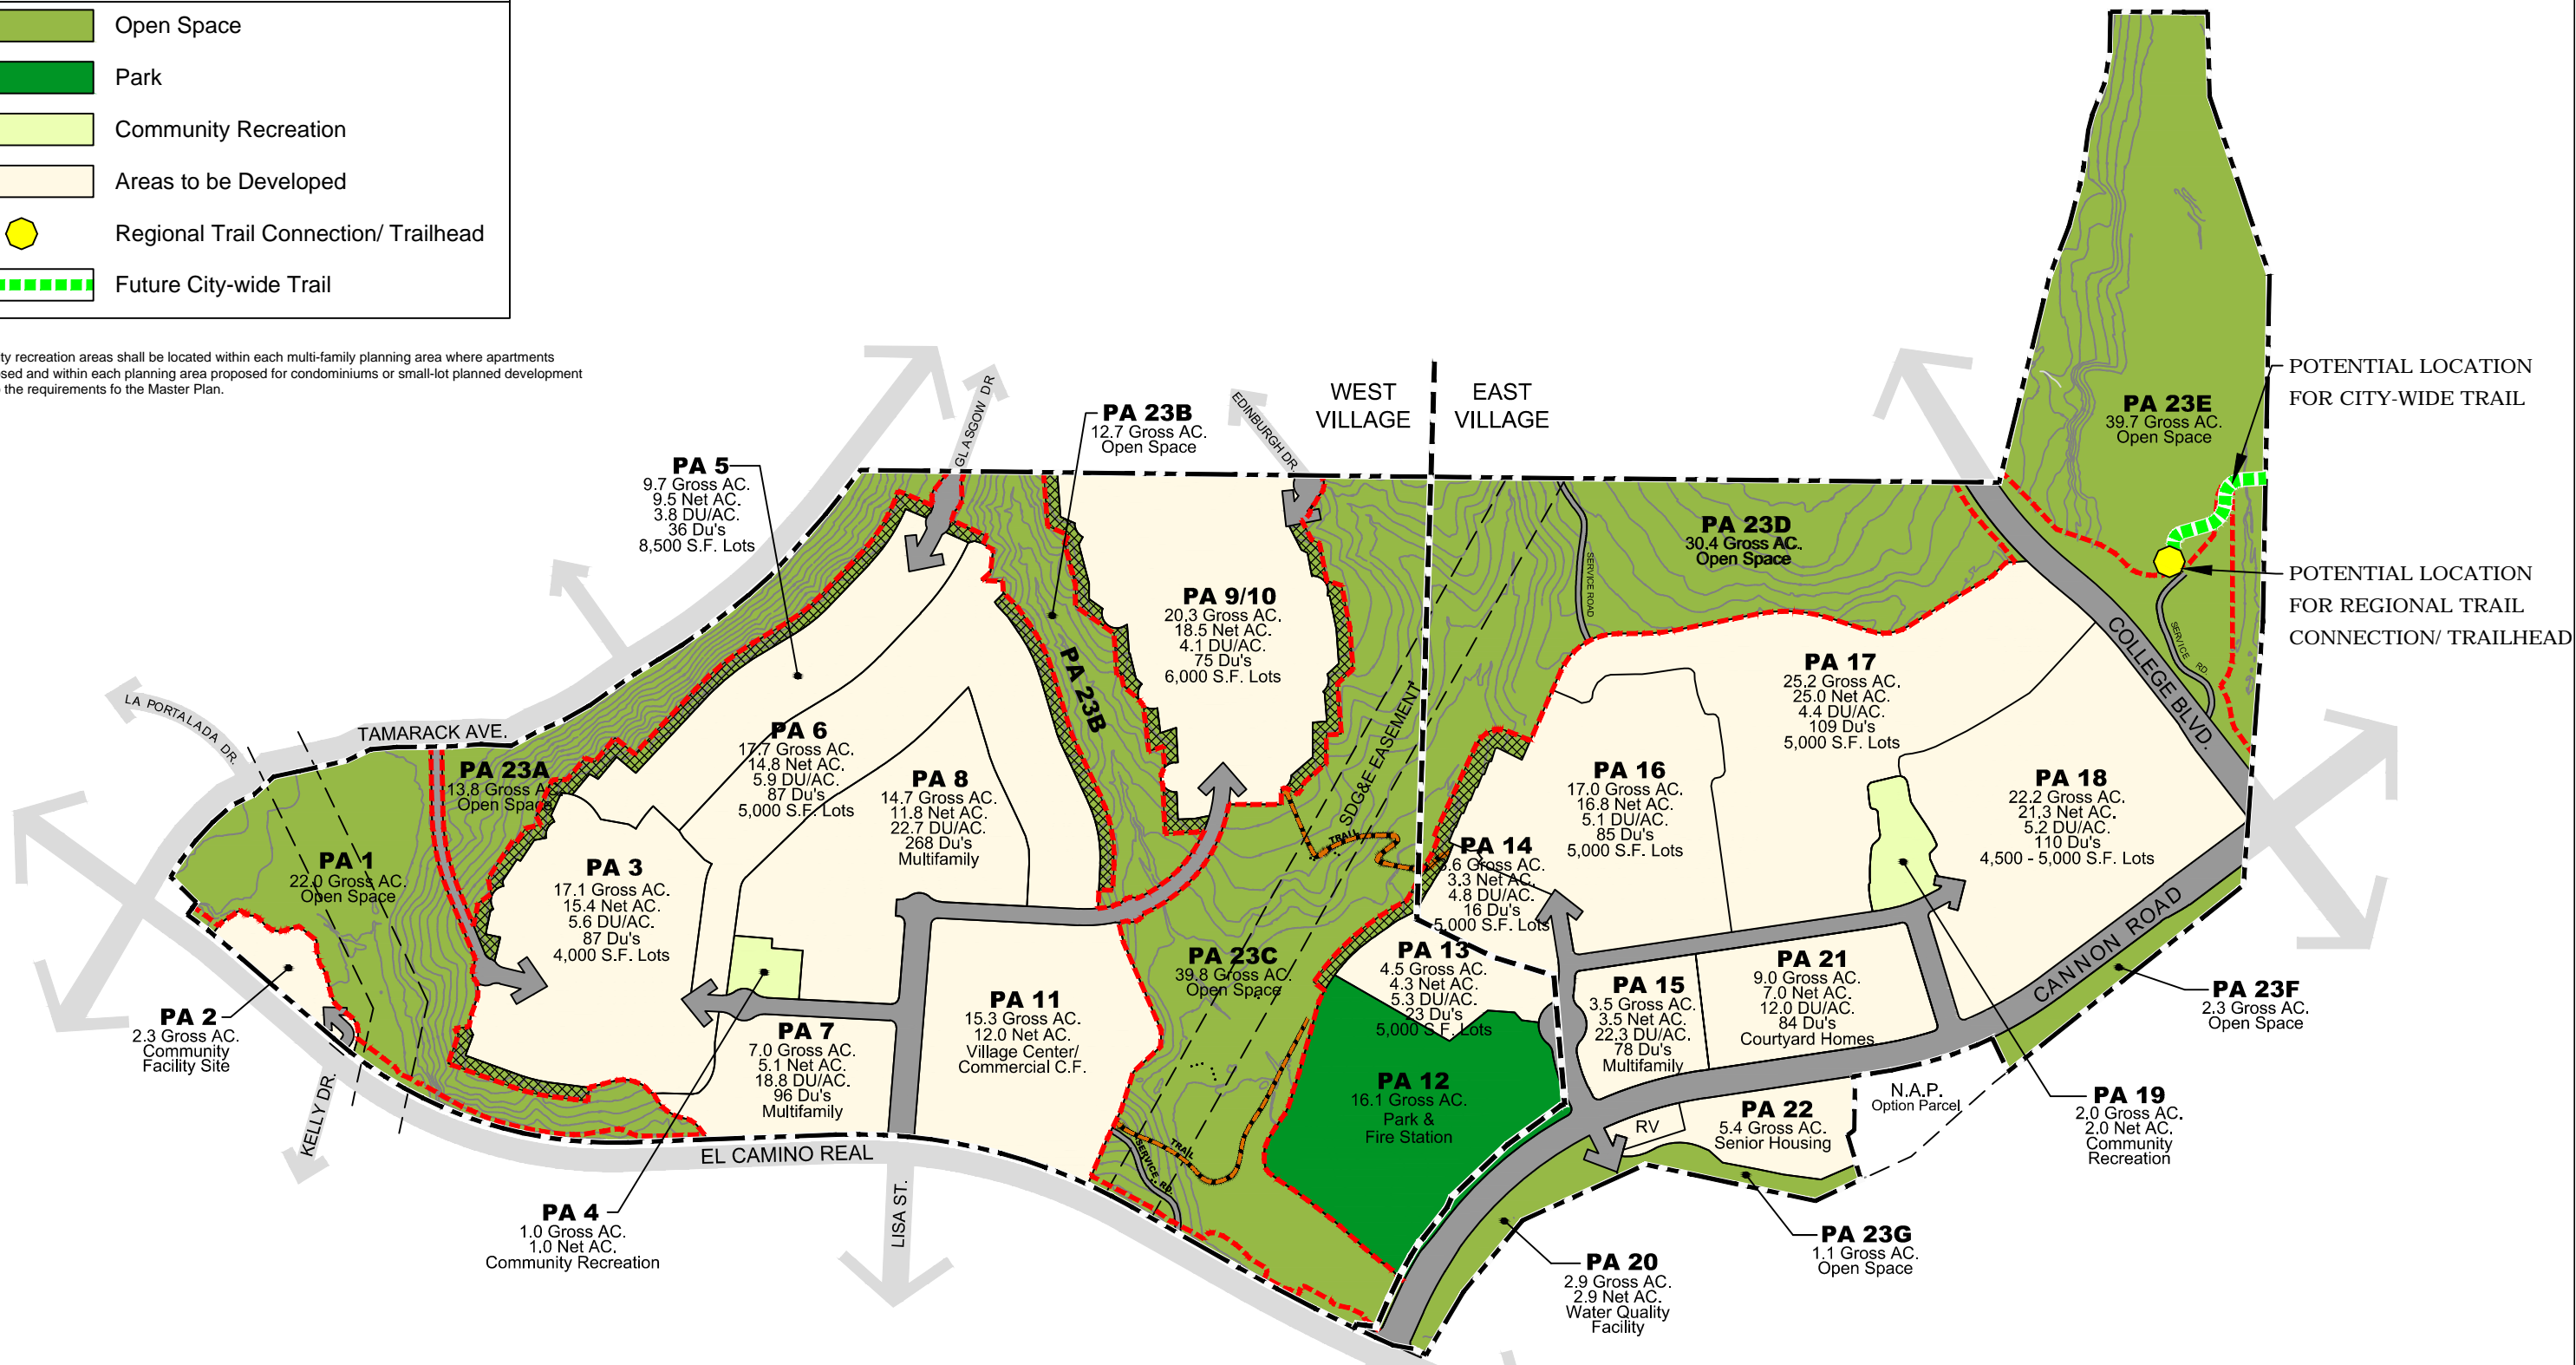 Open Space
Park
Community Recreation
Areas to be Developed
Regional Trail Connection/ Trailhead
Future City-wide Trail
ty recreation areas shall be located within each multi-family planning area where apartments
sed and within each planning area proposed for condominiums or small-lot planned development
the requirements fo the Master Plan.
WEST
VILLAGE
EAST
VILLAGE
POTENTIAL LOCATION
FOR CITY-WIDE TRAIL
POTENTIAL LOCATION
FOR REGIONAL TRAIL
CONNECTION/ TRAILHEAD
GLASGOW DR
EDINBURGH DR.
LA PORTALADA DR.
TAMARACK AVE.
KELLY DR.
EL CAMINO REAL
LISA ST.
COLLEGE BLVD.
CANNON ROAD
SDG&E EASEMENT
SERVICE ROAD
SERVICE RD
SERVICE RD.
TRAIL
TRAIL
PA 1
22.0 Gross AC.
Open Space
PA 2
2.3 Gross AC.
Community
Facility Site
PA 23A
13.8 Gross A
Open Space
PA 3
17.1 Gross AC.
15.4 Net AC.
5.6 DU/AC.
87 Du's
4,000 S.F. Lots
PA 4
1.0 Gross AC.
1.0 Net AC.
Community Recreation
PA 5
9.7 Gross AC.
9.5 Net AC.
3.8 DU/AC.
36 Du's
8,500 S.F. Lots
PA 6
17.7 Gross AC.
14.8 Net AC.
5.9 DU/AC.
87 Du's
5,000 S.F. Lots
PA 7
7.0 Gross AC.
5.1 Net AC.
18.8 DU/AC.
96 Du's
Multifamily
PA 8
14.7 Gross AC.
11.8 Net AC.
22.7 DU/AC.
268 Du's
Multifamily
PA 23B
12.7 Gross AC.
Open Space
PA 23B
PA 9/10
20.3 Gross AC.
18.5 Net AC.
4.1 DU/AC.
75 Du's
6,000 S.F. Lots
PA 11
15.3 Gross AC.
12.0 Net AC.
Village Center/
Commercial C.F.
PA 23C
39.8 Gross AC.
Open Space
PA 12
16.1 Gross AC.
Park &
Fire Station
PA 13
4.5 Gross AC.
4.3 Net AC.
5.3 DU/AC.
23 Du's
5,000 S.F. Lots
PA 14
.6 Gross AC.
3.3 Net AC.
4.8 DU/AC.
16 Du's
5,000 S.F. Lots
PA 15
3.5 Gross AC.
3.5 Net AC.
22.3 DU/AC.
78 Du's
Multifamily
PA 16
17.0 Gross AC.
16.8 Net AC.
5.1 DU/AC.
85 Du's
5,000 S.F. Lots
PA 17
25.2 Gross AC.
25.0 Net AC.
4.4 DU/AC.
109 Du's
5,000 S.F. Lots
PA 18
22.2 Gross AC.
21.3 Net AC.
5.2 DU/AC.
110 Du's
4,500 - 5,000 S.F. Lots
PA 19
2.0 Gross AC.
2.0 Net AC.
Community
Recreation
PA 20
2.9 Gross AC.
2.9 Net AC.
Water Quality
Facility
PA 21
9.0 Gross AC.
7.0 Net AC.
12.0 DU/AC.
84 Du's
Courtyard Homes
PA 22
5.4 Gross AC.
Senior Housing
RV
N.A.P.
Option Parcel
PA 23D
30.4 Gross AC.
Open Space
PA 23E
39.7 Gross AC.
Open Space
PA 23F
2.3 Gross AC.
Open Space
PA 23G
1.1 Gross AC.
Open Space